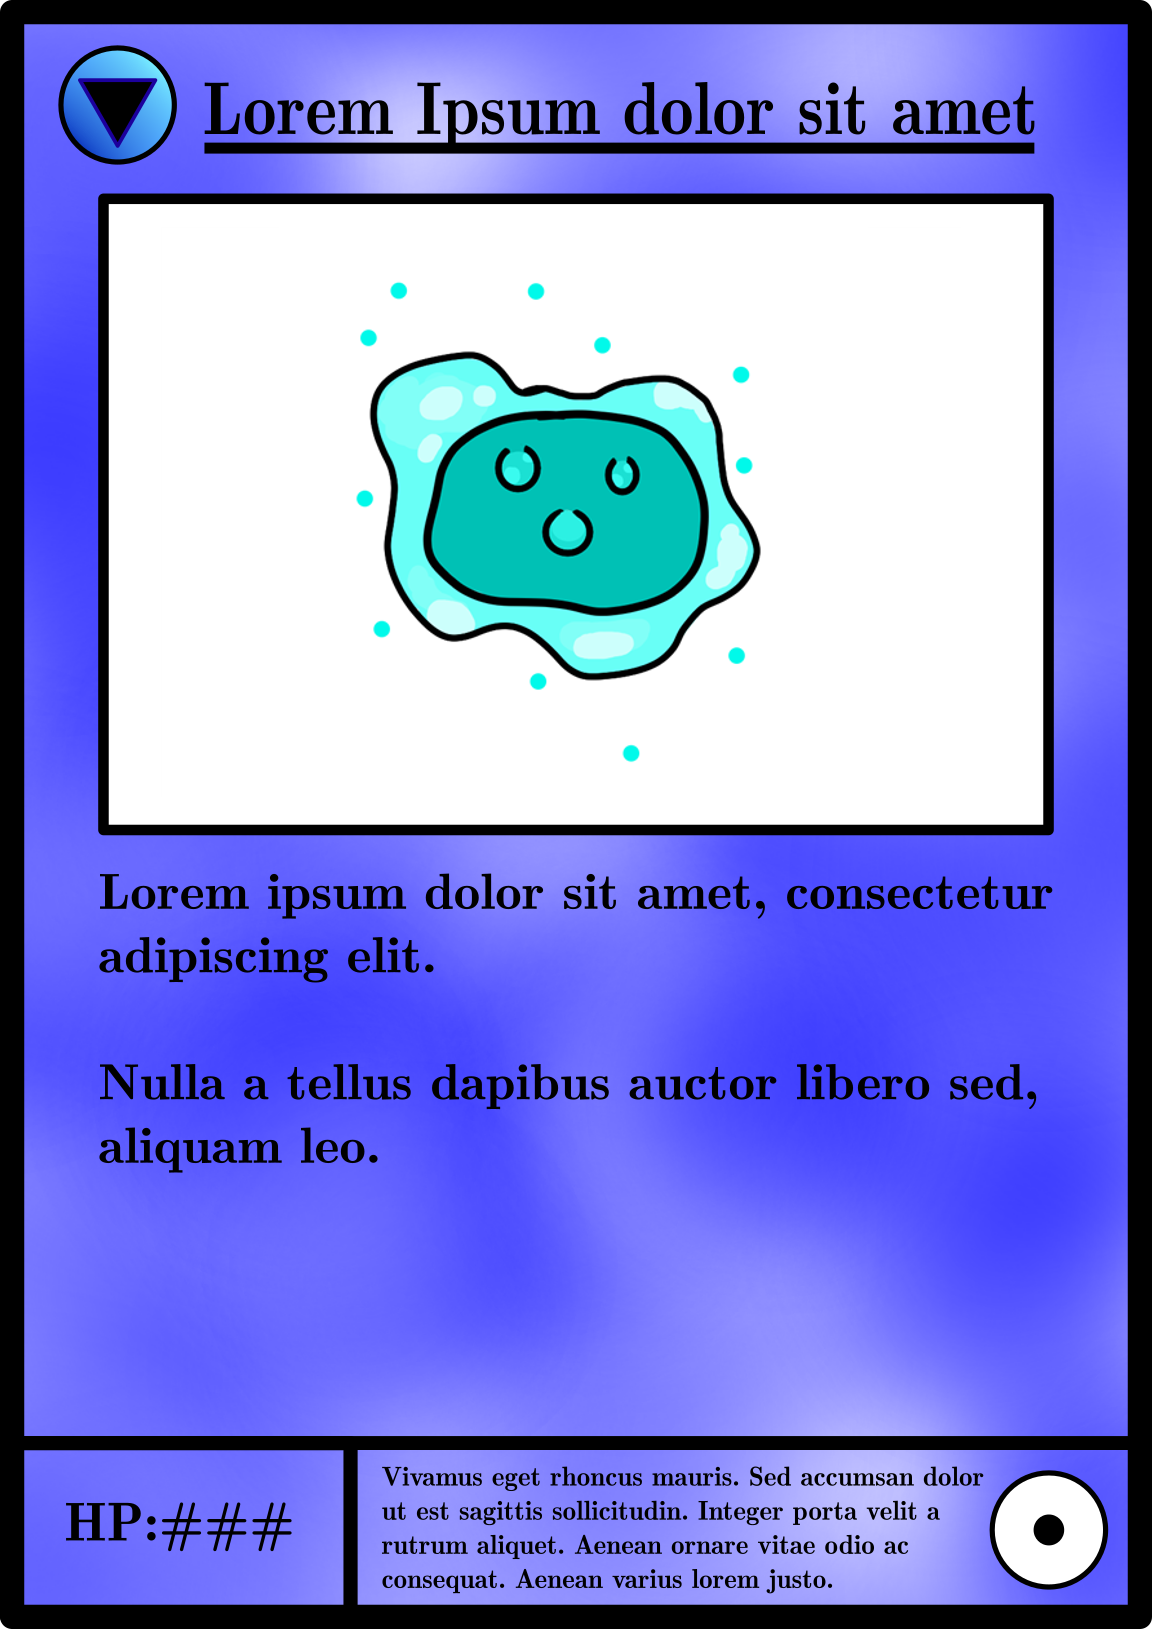 Lorem Ipsum dolor sit amet
Lorem ipsum dolor sit amet, consectetur
adipiscing elit.
Nulla a tellus dapibus auctor libero sed,
aliquam leo.
HP:###
Vivamus eget rhoncus mauris. Sed accumsan dolor
ut est sagittis sollicitudin. Integer porta velit a
rutrum aliquet. Aenean ornare vitae odio ac
consequat. Aenean varius lorem justo.